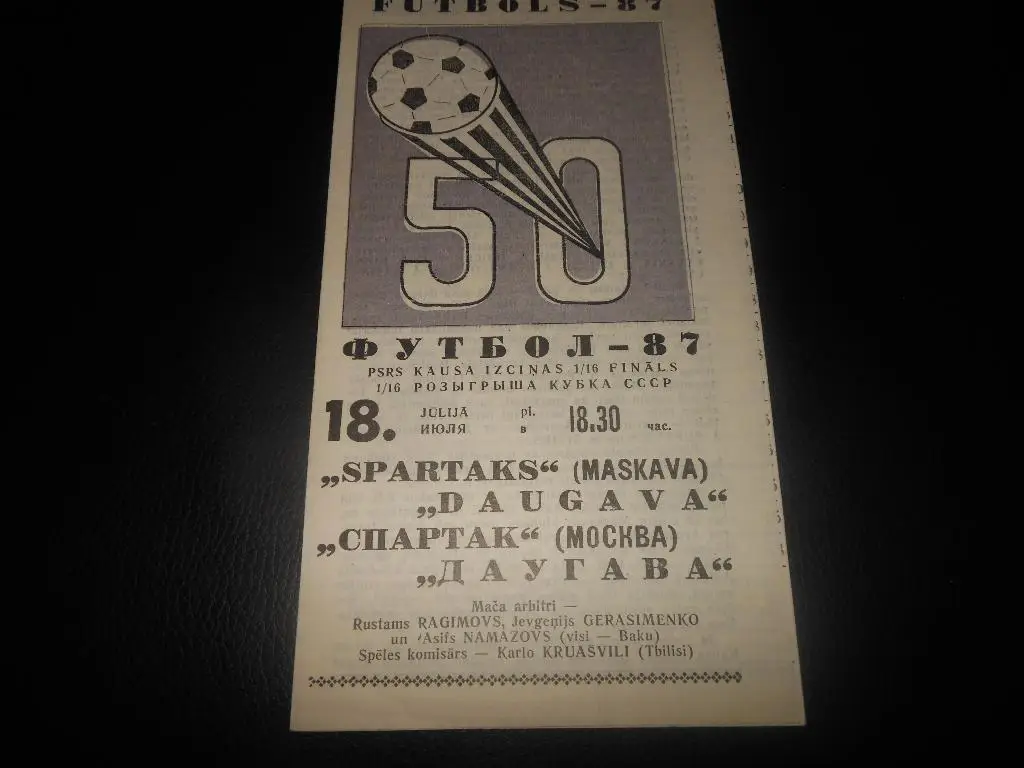 FUTBOLS-87
50
ФУТБОЛ-87
PSRS KAUSA IZCIŅAS 1/16 FINĀLS
1/16 РОЗЫГРЫША КУБКА СССР
18. JŪLIJĀ pl. 18.30
ИЮЛЯ в час.
„SPARTAKS“ (MASKAVA)
„DAUGAVA“
„СПАРТАК“ (МОСКВА)
„ДАУГАВА“
Mača arbitri —
Rustams RAGIMOVS, Jevgeņijs GERASIMENKO
un Asifs NAMAZOVS (visi — Baku)
Spēles komisārs — Karlo KRUAŠVILI (Tbilisi)